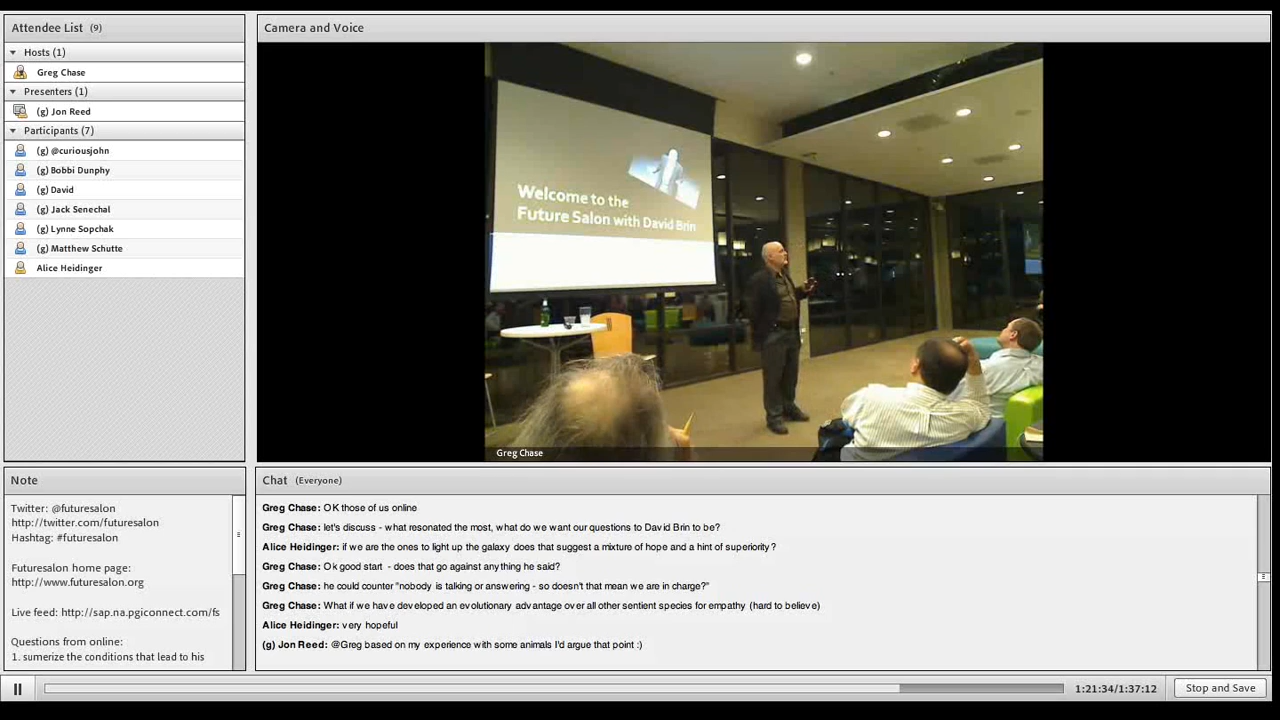 Attendee List (9)
Hosts (1)
Greg Chase
Presenters (1)
(g) Jon Reed
Participants (7)
(g) @curiousjohn
(g) Bobbi Dunphy
(g) David
(g) Jack Senechal
(g) Lynne Sopchak
(g) Matthew Schutte
Alice Heidinger
Camera and Voice
Welcome to the
Future Salon with David Brin
Greg Chase
Note
Twitter: @futuresalon
http://twitter.com/futuresalon
Hashtag: #futuresalon
Futuresalon home page:
http://www.futuresalon.org
Live feed: http://sap.na.pgiconnect.com/fs
Questions from online:
1. sumerize the conditions that lead to his
Chat (Everyone)
Greg Chase: OK those of us online
Greg Chase: let's discuss - what resonated the most, what do we want our questions to David Brin to be?
Alice Heidinger: if we are the ones to light up the galaxy does that suggest a mixture of hope and a hint of superiority?
Greg Chase: Ok good start - does that go against anything he said?
Greg Chase: he could counter "nobody is talking or answering - so doesn't that mean we are in charge?"
Greg Chase: What if we have developed an evolutionary advantage over all other sentient species for empathy (hard to believe)
Alice Heidinger: very hopeful
(g) Jon Reed: @Greg based on my experience with some animals I'd argue that point :)
1:21:34/1:37:12
Stop and Save